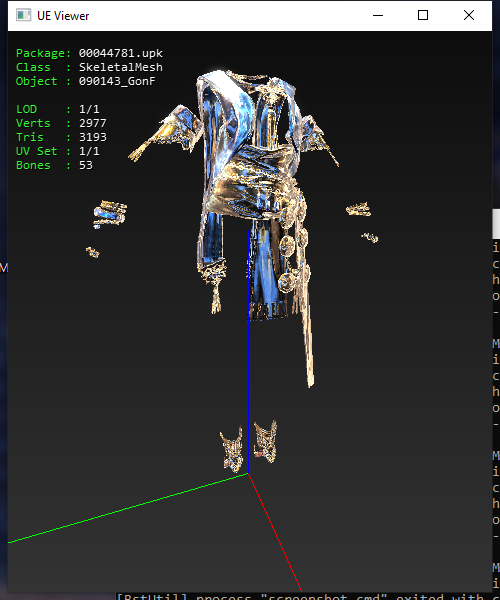 UE Viewer
Package: 00044781.upk
Class : SkeletalMesh
Object : 090143_GonF
LOD : 1/1
Verts : 2977
Tris : 3193
UV Set : 1/1
Bones : 53
M
i
c
h
o
-
M
i
c
h
o
-
M
i
c
h
o
-
M
i
[BstUtil] process "screenshot.cmd" exited with c